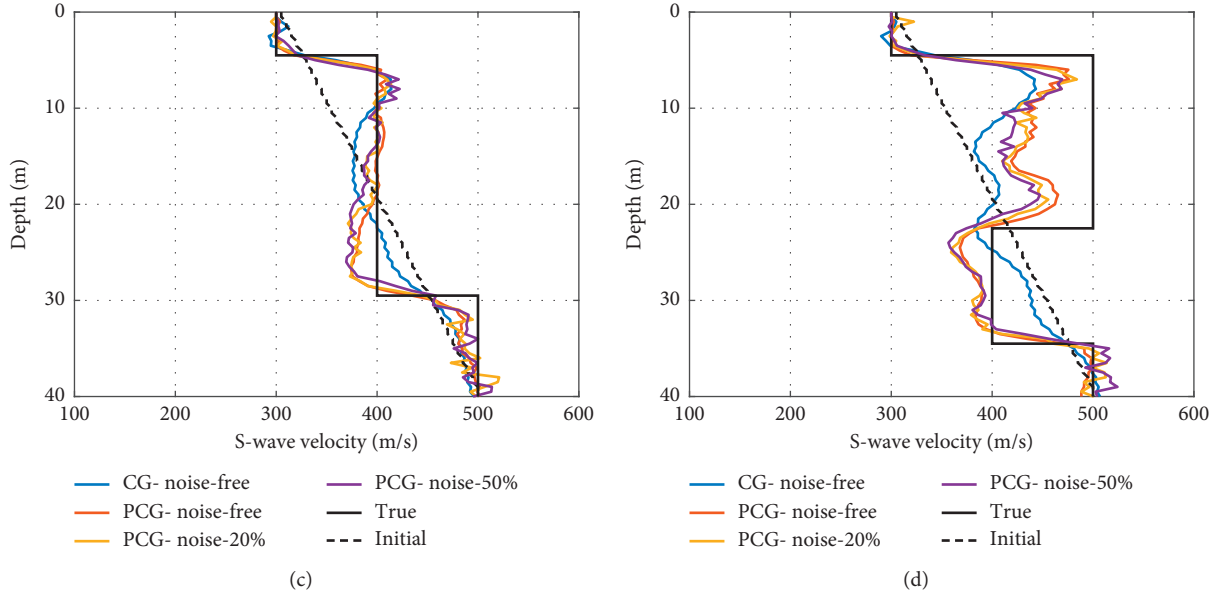 0
10
20
30
40
Depth (m)
100 200 300 400 500 600
S-wave velocity (m/s)
CG- noise-free
PCG- noise-free
PCG- noise-20%
PCG- noise-50%
True
Initial
(c)
0
10
20
30
40
Depth (m)
100 200 300 400 500 600
S-wave velocity (m/s)
CG- noise-free
PCG- noise-free
PCG- noise-20%
PCG- noise-50%
True
Initial
(d)